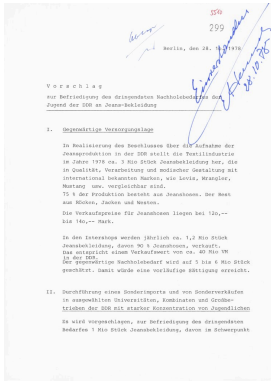 299
Berlin, den 28. 1978
Einverstanden
28.10.78
V o r s c h l a g
zur Befriedigung des dringendsten Nachholebedarfes der
Jugend der DDR an Jeans-Bekleidung
I. Gegenwärtige Versorgungslage
In Realisierung des Beschlusses über die Aufnahme der
Jeansproduktion in der DDR stellt die Textilindustrie
im Jahre 1978 ca. 3 Mio Stück Jeansbekleidung her, die
in Qualität, Verarbeitung und modischer Gestaltung mit
international bekannten Marken, wie Levis, Wrangler,
Mustang usw. vergleichbar sind.
75 % der Produktion besteht aus Jeanshosen. Der Rest
aus Röcken, Jacken und Westen.
Die Verkaufspreise für Jeanshosen liegen bei 120,--
bis 140,-- Mark.
In den Intershops werden jährlich ca. 1,2 Mio Stück
Jeansbekleidung, davon 90 % Jeanshosen, verkauft.
Das entspricht einem Verkaufswert von ca. 40 Mio VM
in der DDR.
Der gegenwärtige Nachholebedarf wird auf 5 bis 6 Mio Stück
geschätzt. Damit würde eine vorläufige Sättigung erreicht.
II. Durchführung eines Sonderimports und von Sonderverkäufen
in ausgewählten Universitäten, Kombinaten und Großbe-
trieben der DDR mit starker Konzentration von Jugendlichen
Es wird vorgeschlagen, zur Befriedigung des dringendsten
Bedarfes 1 Mio Stück Jeansbekleidung, davon im Schwerpunkt